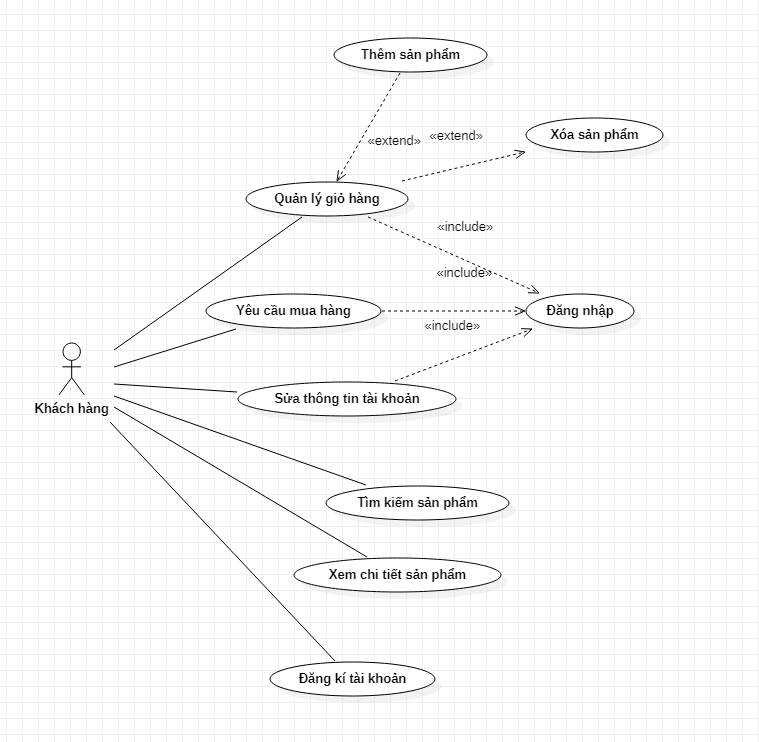 Thêm sản phẩm
«extend»
«extend»
Xóa sản phẩm
Quản lý giỏ hàng
«include»
«include»
Yêu cầu mua hàng
Đăng nhập
«include»
Khách hàng
Sửa thông tin tài khoản
Tìm kiếm sản phẩm
Xem chi tiết sản phẩm
Đăng kí tài khoản